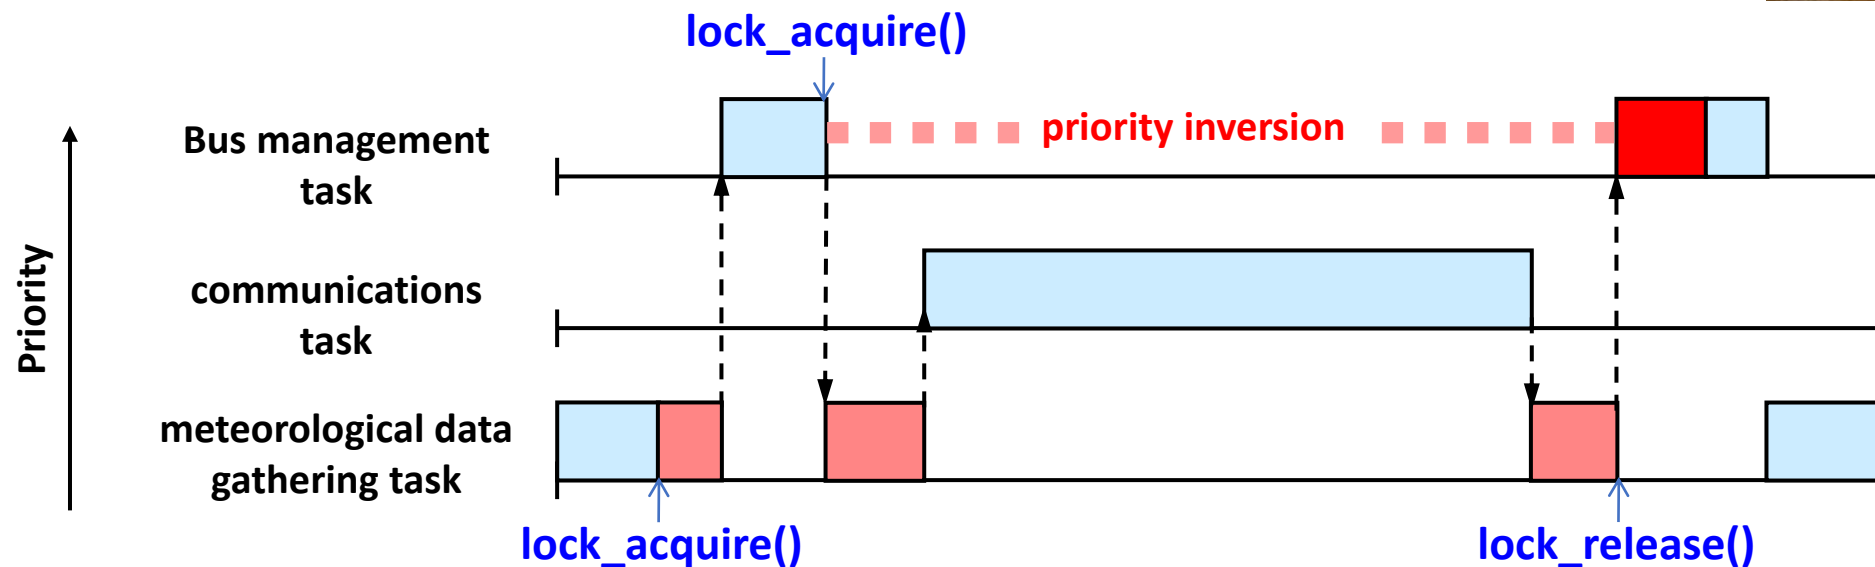 lock_acquire()
Bus management
task
priority inversion
communications
task
Priority
meteorological data
gathering task
lock_acquire()
lock_release()